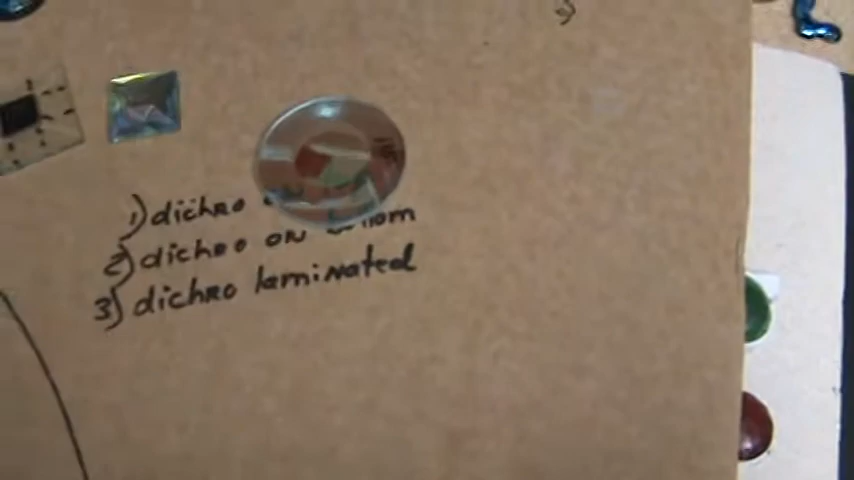 1) dichro
2) dichro on
3) dichro laminated